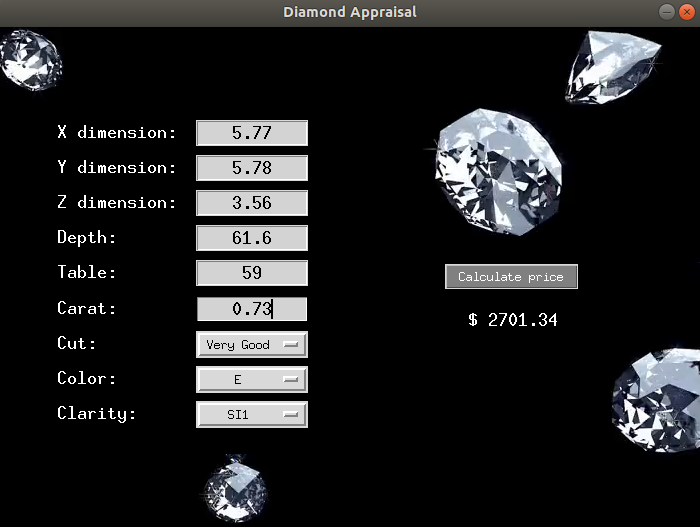 Diamond Appraisal
X dimension: 5.77
Y dimension: 5.78
Z dimension: 3.56
Depth: 61.6
Table: 59
Carat: 0.73
Cut: Very Good
Color: E
Clarity: SI1
Calculate price
$ 2701.34